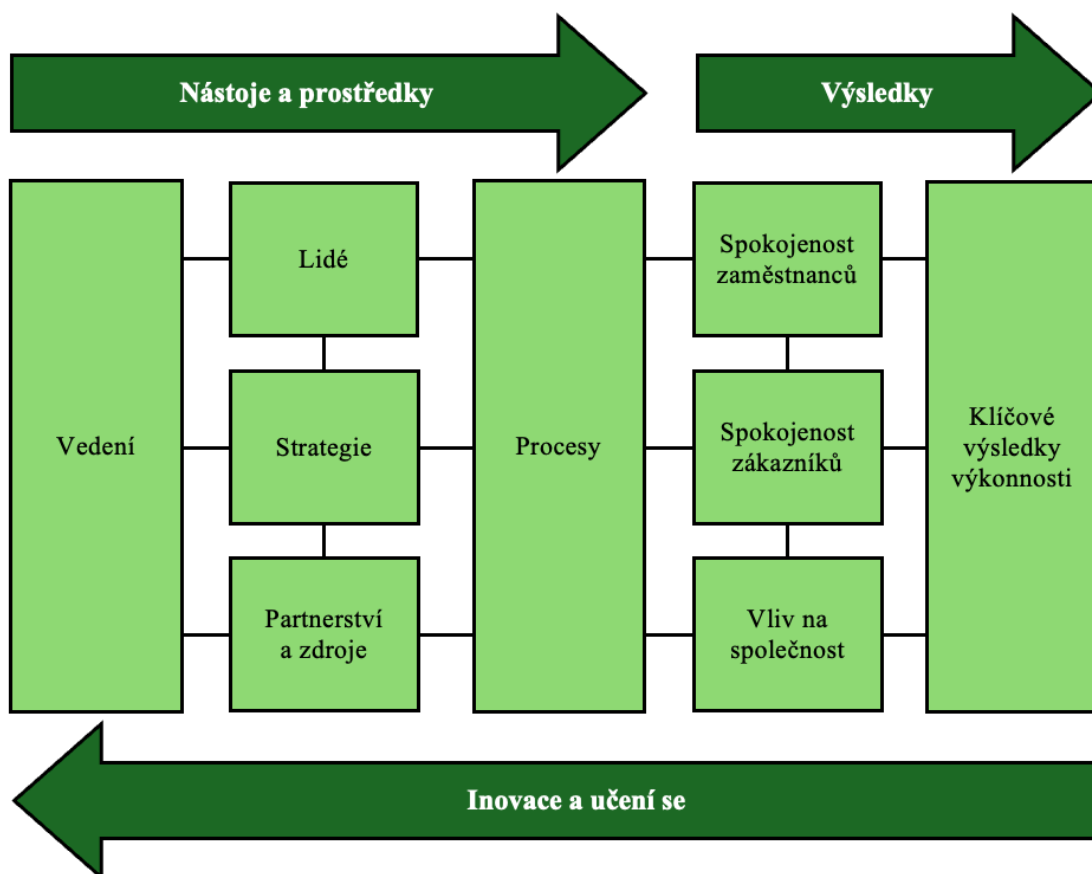 Nástoje a prostředky
Výsledky
Vedení
Lidé
Strategie
Partnerství
a zdroje
Procesy
Spokojenost
zaměstnanců
Spokojenost
zákazníků
Vliv na
společnost
Klíčové
výsledky
výkonnosti
Inovace a učení se